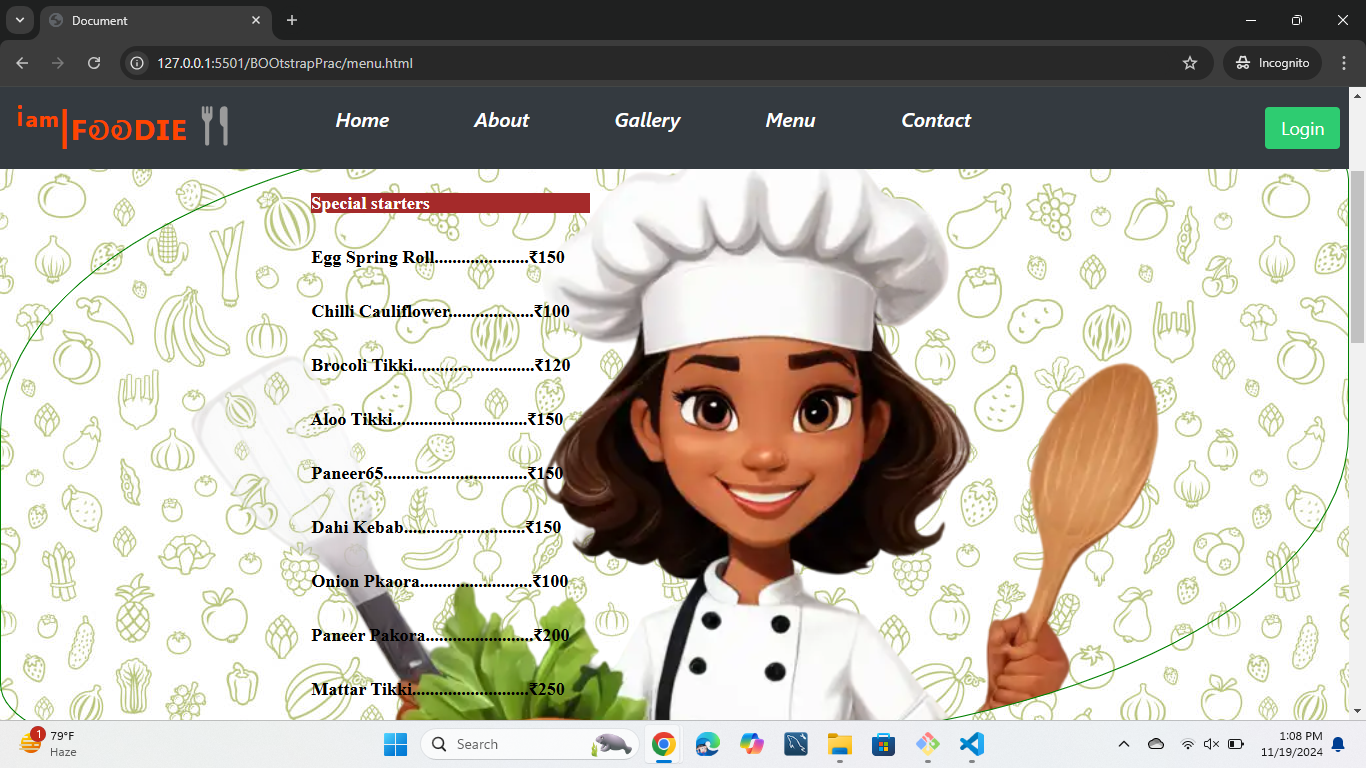 Document
127.0.0.1:5501/BOOtstrapPrac/menu.html
Incognito
i am FOODIE
Home About Gallery Menu Contact
Login
Special starters
Egg Spring Roll.....................₹150
Chilli Cauliflower...................₹100
Brocoli Tikki...........................₹120
Aloo Tikki..............................₹150
Paneer65................................₹150
Dahi Kebab...........................₹150
Onion Pkaora.........................₹100
Paneer Pakora........................₹200
Mattar Tikki..........................₹250
1
79°F
Haze
Search
1:08 PM
11/19/2024